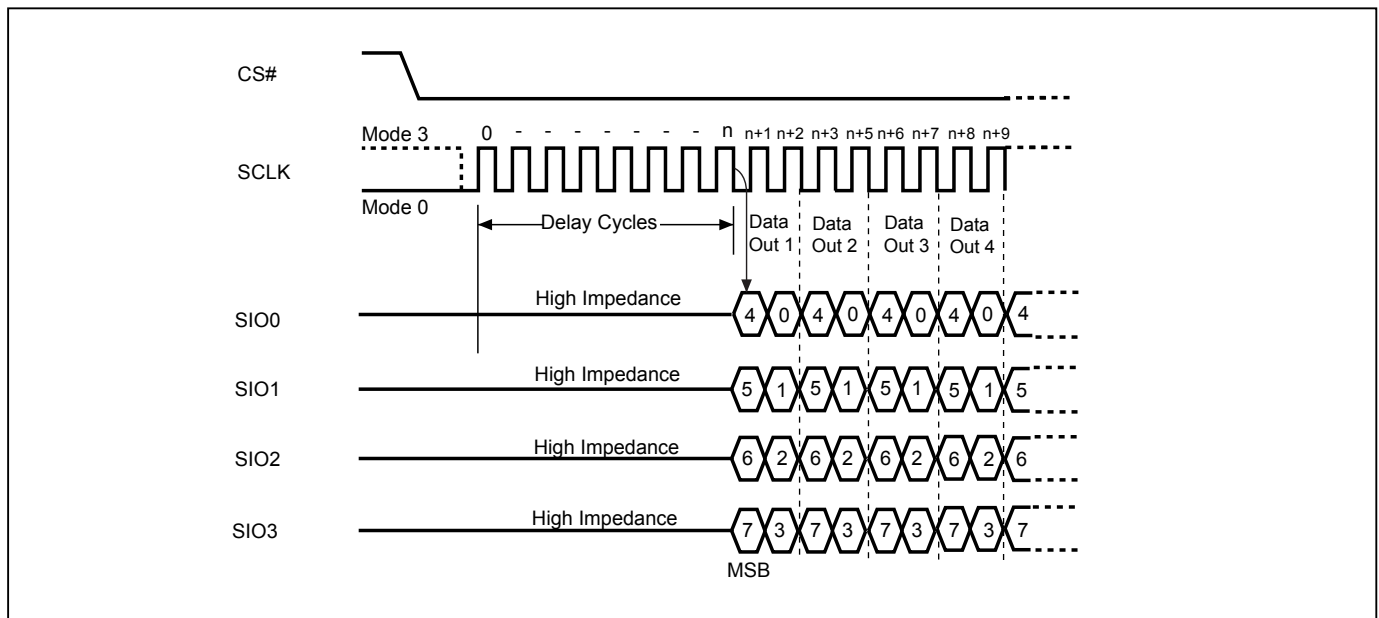 CS#
Mode 3 0 - - - - - - n n+1 n+2 n+3 n+5 n+6 n+7 n+8 n+9
SCLK
Mode 0
Delay Cycles
Data Out 1
Data Out 2
Data Out 3
Data Out 4
High Impedance
SIO0 4 0 4 0 4 0 4 0 4
High Impedance
SIO1 5 1 5 1 5 1 5 1 5
High Impedance
SIO2 6 2 6 2 6 2 6 2 6
High Impedance
SIO3 7 3 7 3 7 3 7 3 7
MSB